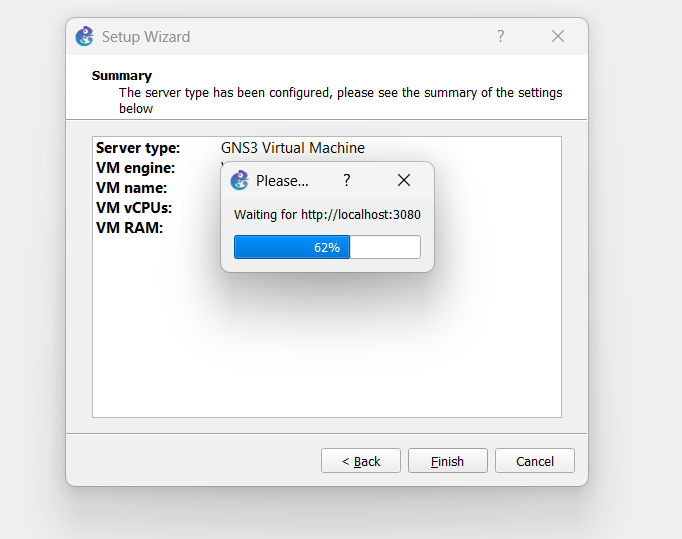 Setup Wizard
Summary
The server type has been configured, please see the summary of the settings
below
Server type: GNS3 Virtual Machine
VM engine:
VM name:
VM vCPUs:
VM RAM:
Please...
Waiting for http://localhost:3080
62%
< Back Finish Cancel